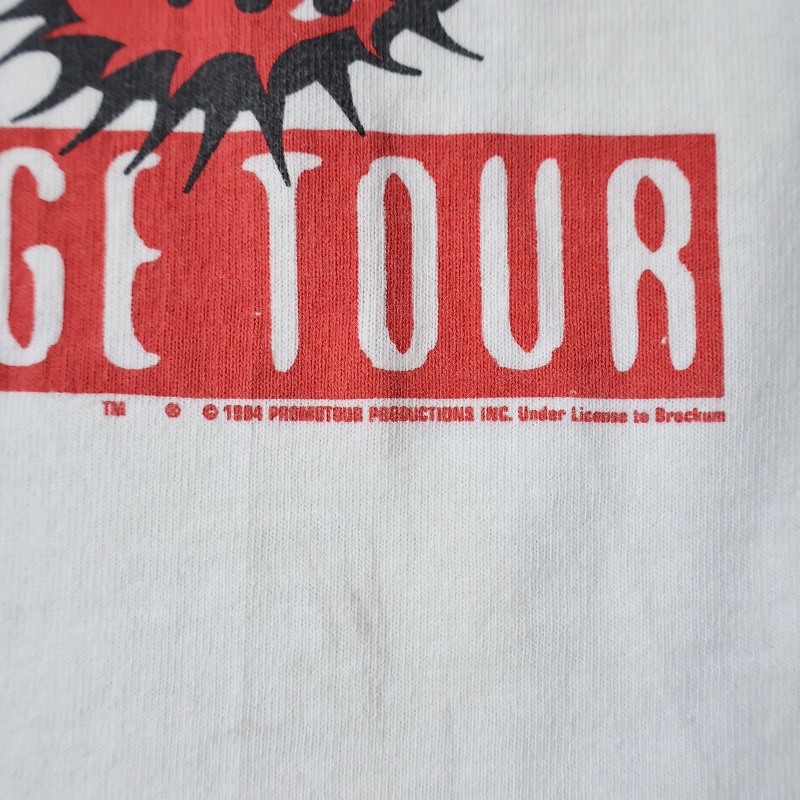 GE TOUR
TM ® © 1994 PROMOTOUR PRODUCTIONS INC. Under License to Brockum